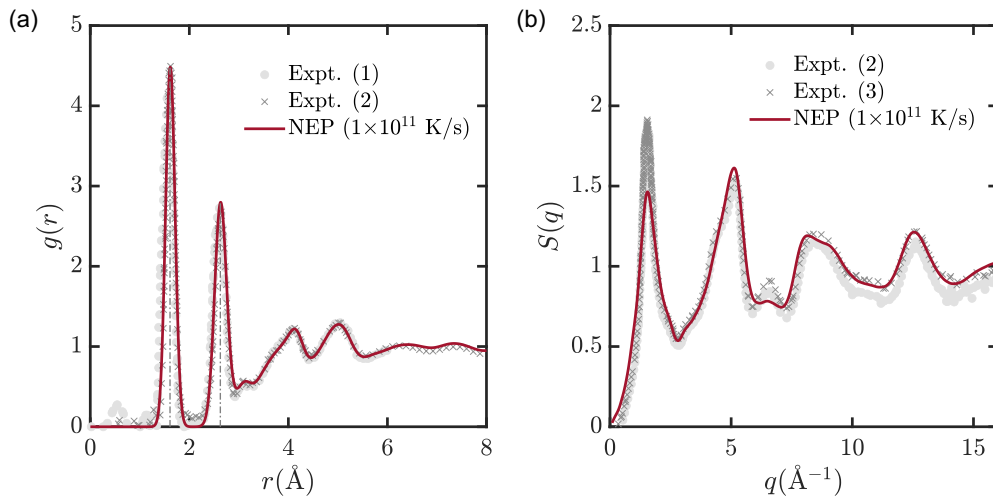 (a)
5
4
3
2
1
0
0
2
4
6
8
g(r)
r(Å)
Expt. (1)
Expt. (2)
NEP (1×10¹¹ K/s)
(b)
2.5
2
1.5
1
0.5
0
0
5
10
15
S(q)
q(Å⁻¹)
Expt. (2)
Expt. (3)
NEP (1×10¹¹ K/s)